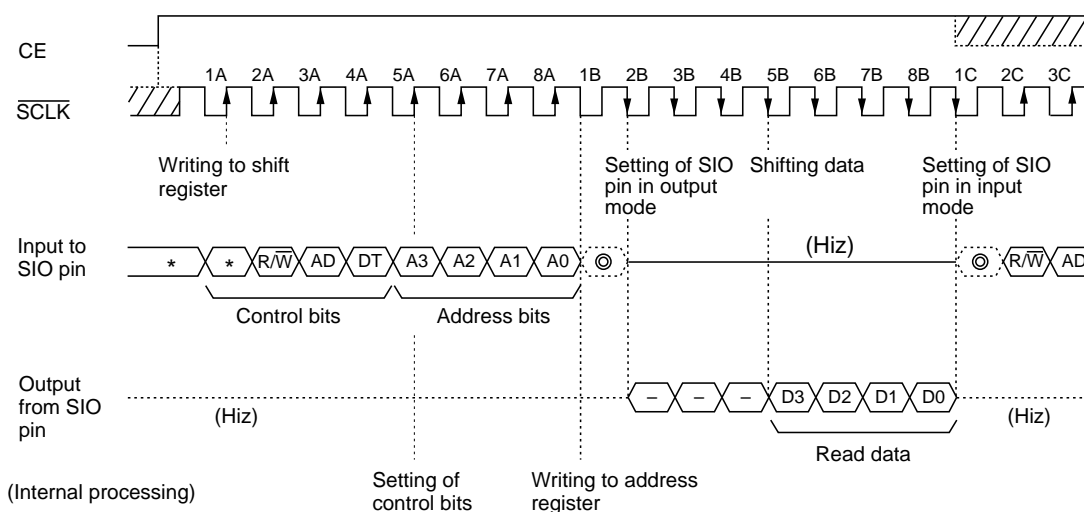 CE
1A 2A 3A 4A 5A 6A 7A 8A 1B 2B 3B 4B 5B 6B 7B 8B 1C 2C 3C
SCLK
Writing to shift
register
Setting of SIO
pin in output
mode
Shifting data
Setting of SIO
pin in input
mode
Input to
SIO pin
* * R/W AD DT A3 A2 A1 A0 ◎ (Hiz) ◎ R/W AD
Control bits Address bits
Output
from SIO
pin
(Hiz) – – – D3 D2 D1 D0 (Hiz)
Read data
(Internal processing)
Setting of
control bits
Writing to address
register